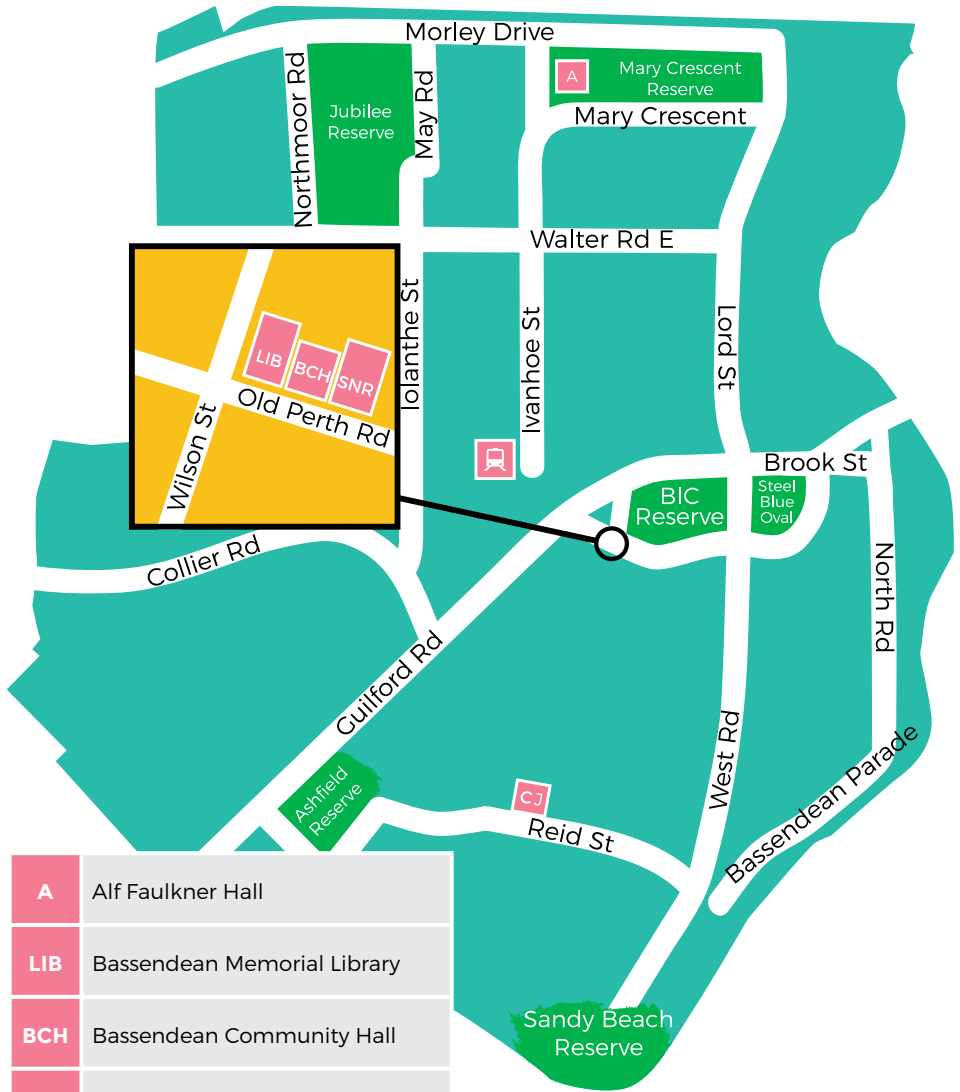 Morley Drive
Northmoor Rd
Jubilee
Reserve
May Rd
A
Mary Crescent
Reserve
Mary Crescent
Walter Rd E
Iolanthe St
Ivanhoe St
Lord St
LIB
BCH
SNR
Old Perth Rd
Wilson St
Brook St
BIC
Reserve
Steel
Blue
Oval
Collier Rd
North Rd
Guilford Rd
West Rd
Bassendean Parade
Ashfield
Reserve
CJ
Reid St
A
Alf Faulkner Hall
LIB
Bassendean Memorial Library
BCH
Bassendean Community Hall
Sandy Beach
Reserve